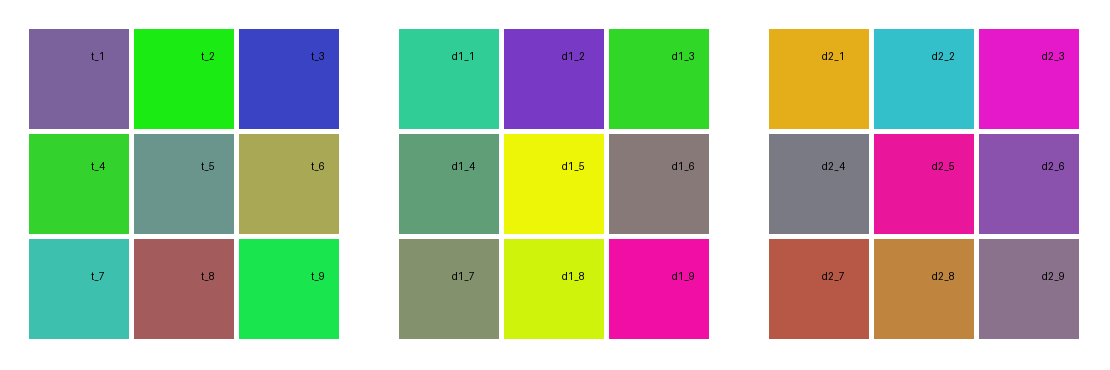 t_1 t_2 t_3 d1_1 d1_2 d1_3 d2_1 d2_2 d2_3
t_4 t_5 t_6 d1_4 d1_5 d1_6 d2_4 d2_5 d2_6
t_7 t_8 t_9 d1_7 d1_8 d1_9 d2_7 d2_8 d2_9